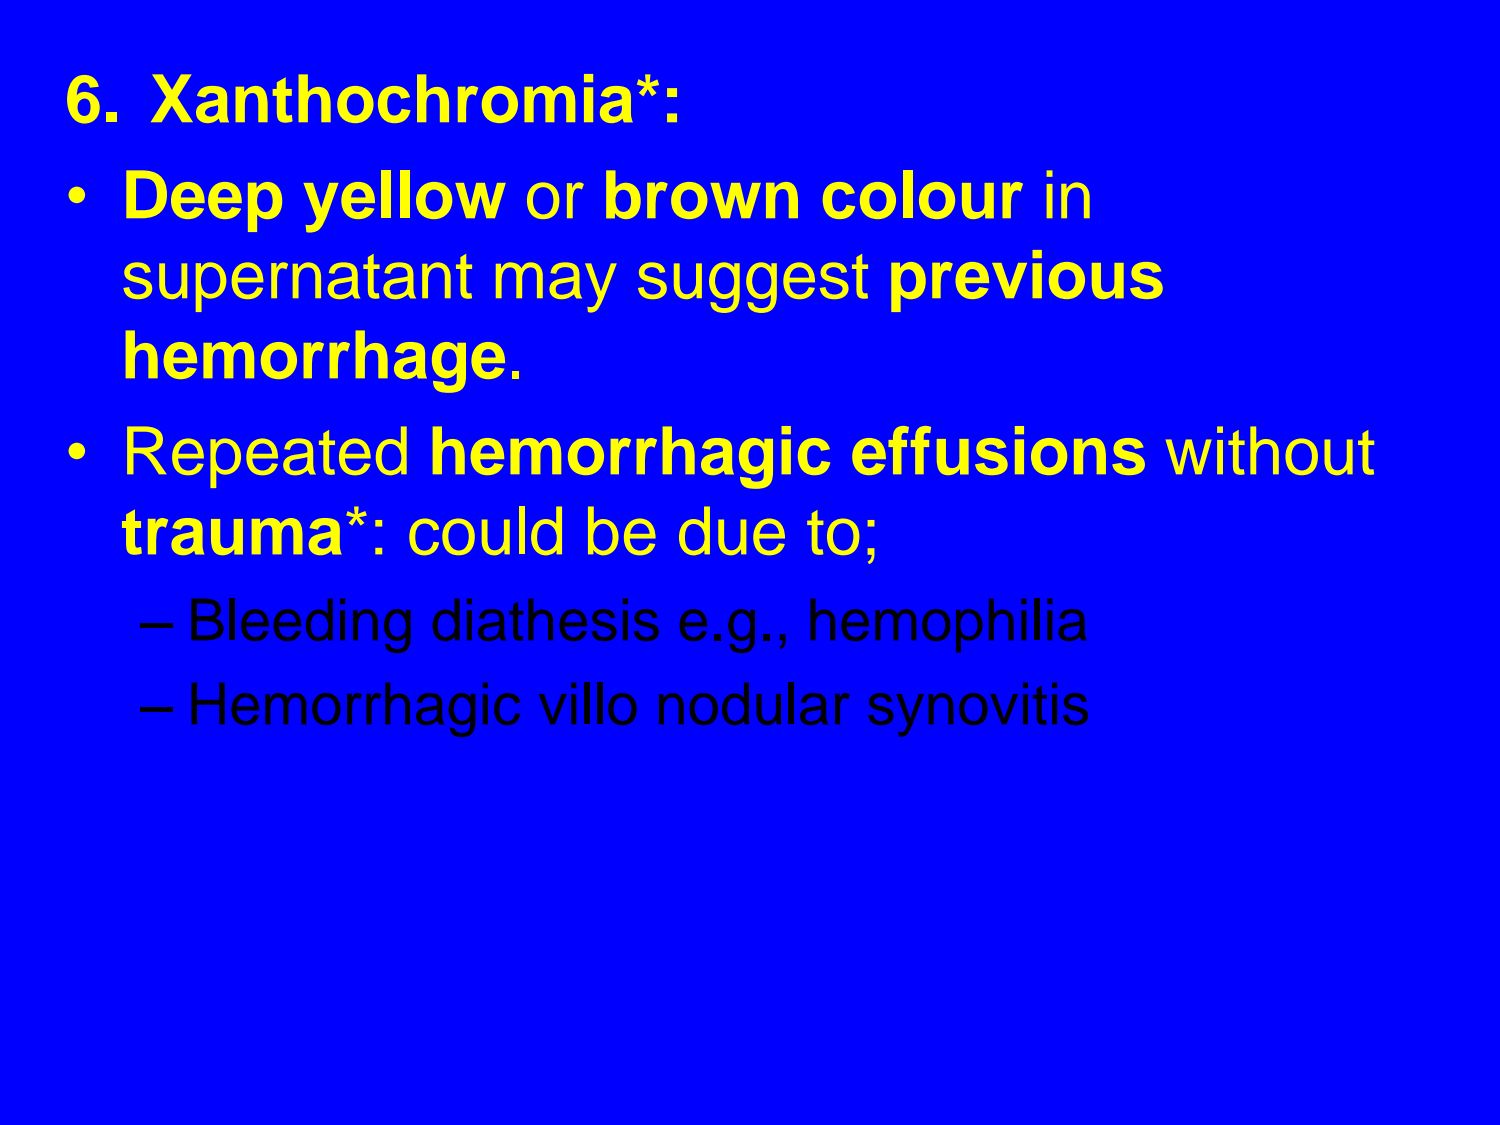 6. Xanthochromia*:
• Deep yellow or brown colour in
supernatant may suggest previous
hemorrhage.
• Repeated hemorrhagic effusions without
trauma*: could be due to;
– Bleeding diathesis e.g., hemophilia
– Hemorrhagic villo nodular synovitis